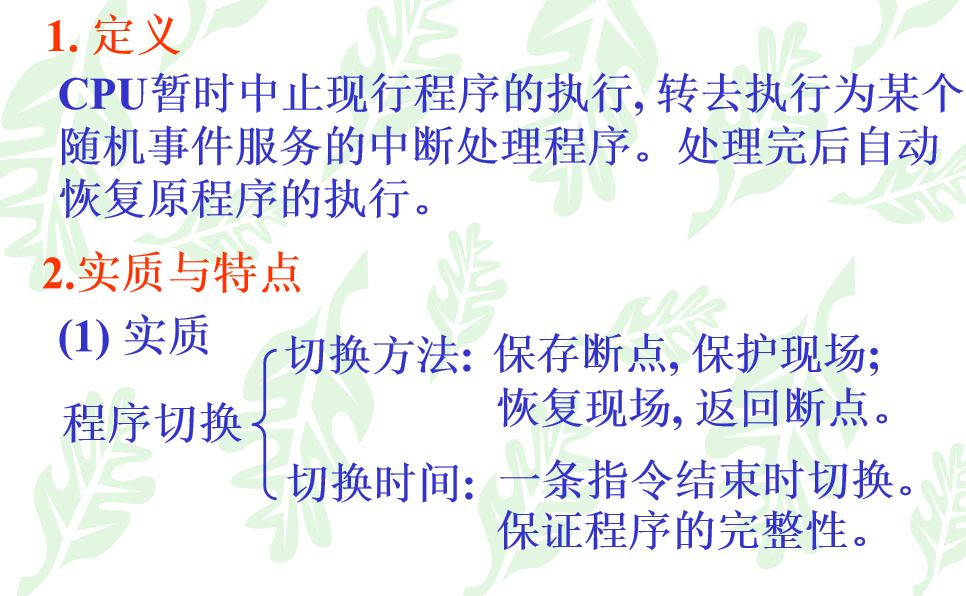 1. 定义
CPU暂时中止现行程序的执行, 转去执行为某个
随机事件服务的中断处理程序。处理完后自动
恢复原程序的执行。
2.实质与特点
(1) 实质
程序切换
切换方法: 保存断点, 保护现场;
恢复现场, 返回断点。
切换时间: 一条指令结束时切换。
保证程序的完整性。